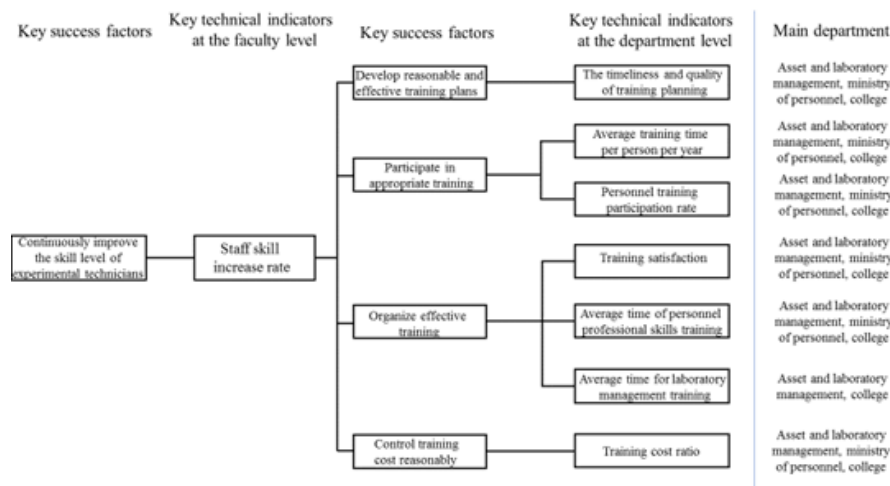 Key success factors
Key technical indicators
at the faculty level
Key success factors
Key technical indicators
at the department level
Main department
Develop reasonable and
effective training plans
The timeliness and quality
of training planning
Asset and laboratory
management, ministry
of personnel, college
Participate in
appropriate training
Average training time
per person per year
Asset and laboratory
management, ministry
of personnel, college
Personnel training
participation rate
Asset and laboratory
management, ministry
of personnel, college
Continuously improve
the skill level of
experimental technicians
Staff skill
increase rate
Training satisfaction
Asset and laboratory
management, ministry
of personnel, college
Organize effective
training
Average time of personnel
professional skills training
Asset and laboratory
management, ministry
of personnel, college
Average time for laboratory
management training
Asset and laboratory
management, college
Control training
cost reasonably
Training cost ratio
Asset and laboratory
management, ministry
of personnel, college